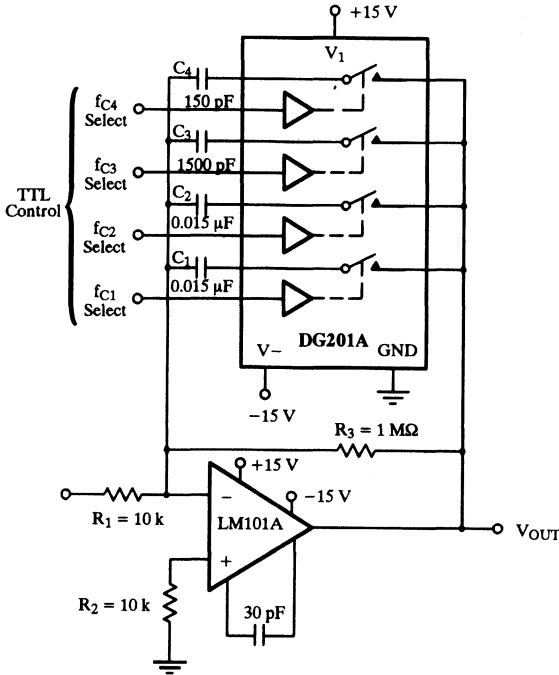 +15 V
V1
C4
fC4
Select
150 pF
C3
fC3
Select
1500 pF
TTL
Control
C2
fC2
Select
0.015 µF
C1
fC1
Select
0.015 µF
DG201A
V−
GND
−15 V
R3 = 1 MΩ
+15 V
−15 V
R1 = 10 k
−
LM101A
VOUT
+
R2 = 10 k
30 pF